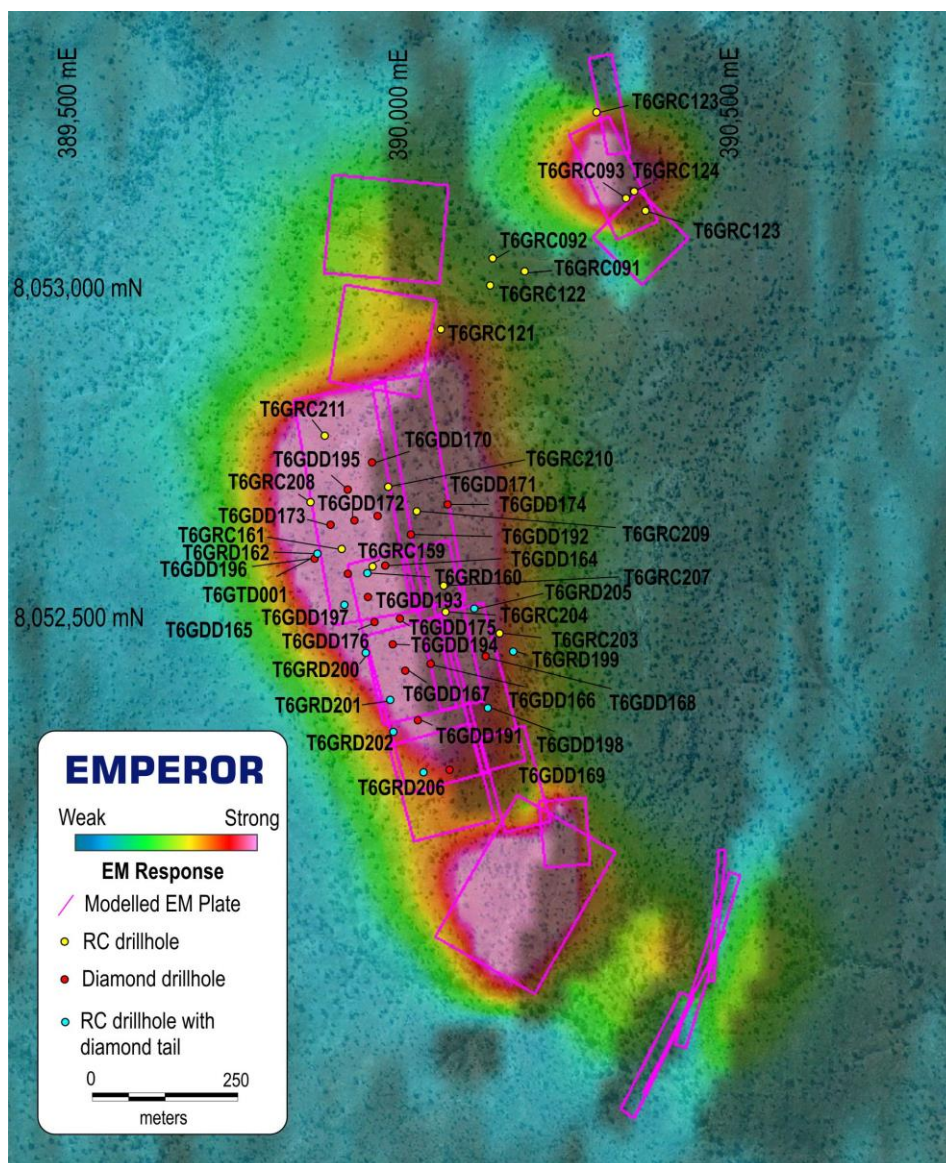 389,500 mE
390,000 mE
390,500 mE
T6GRC123
T6GRC093
T6GRC124
T6GRC123
T6GRC092
T6GRC091
8,053,000 mN
T6GRC122
T6GRC121
T6GRC211
T6GDD170
T6GDD195
T6GRC210
T6GRC208
T6GDD171
T6GDD172
T6GDD174
T6GDD173
T6GRC209
T6GRC161
T6GDD192
T6GRD162
T6GRC159
T6GDD164
T6GDD196
T6GRD160
T6GRC207
T6GTD001
T6GRD205
T6GDD193
T6GRC204
8,052,500 mN
T6GDD197
T6GDD165
T6GDD175
T6GRC203
T6GDD176
T6GDD194
T6GRD199
T6GRD200
T6GDD167
T6GDD166
T6GDD168
T6GRD201
T6GDD191
T6GRD202
T6GDD198
T6GDD169
T6GRD206
EMPEROR
Weak
Strong
EM Response
Modelled EM Plate
RC drillhole
Diamond drillhole
RC drillhole with
diamond tail
0
250
meters